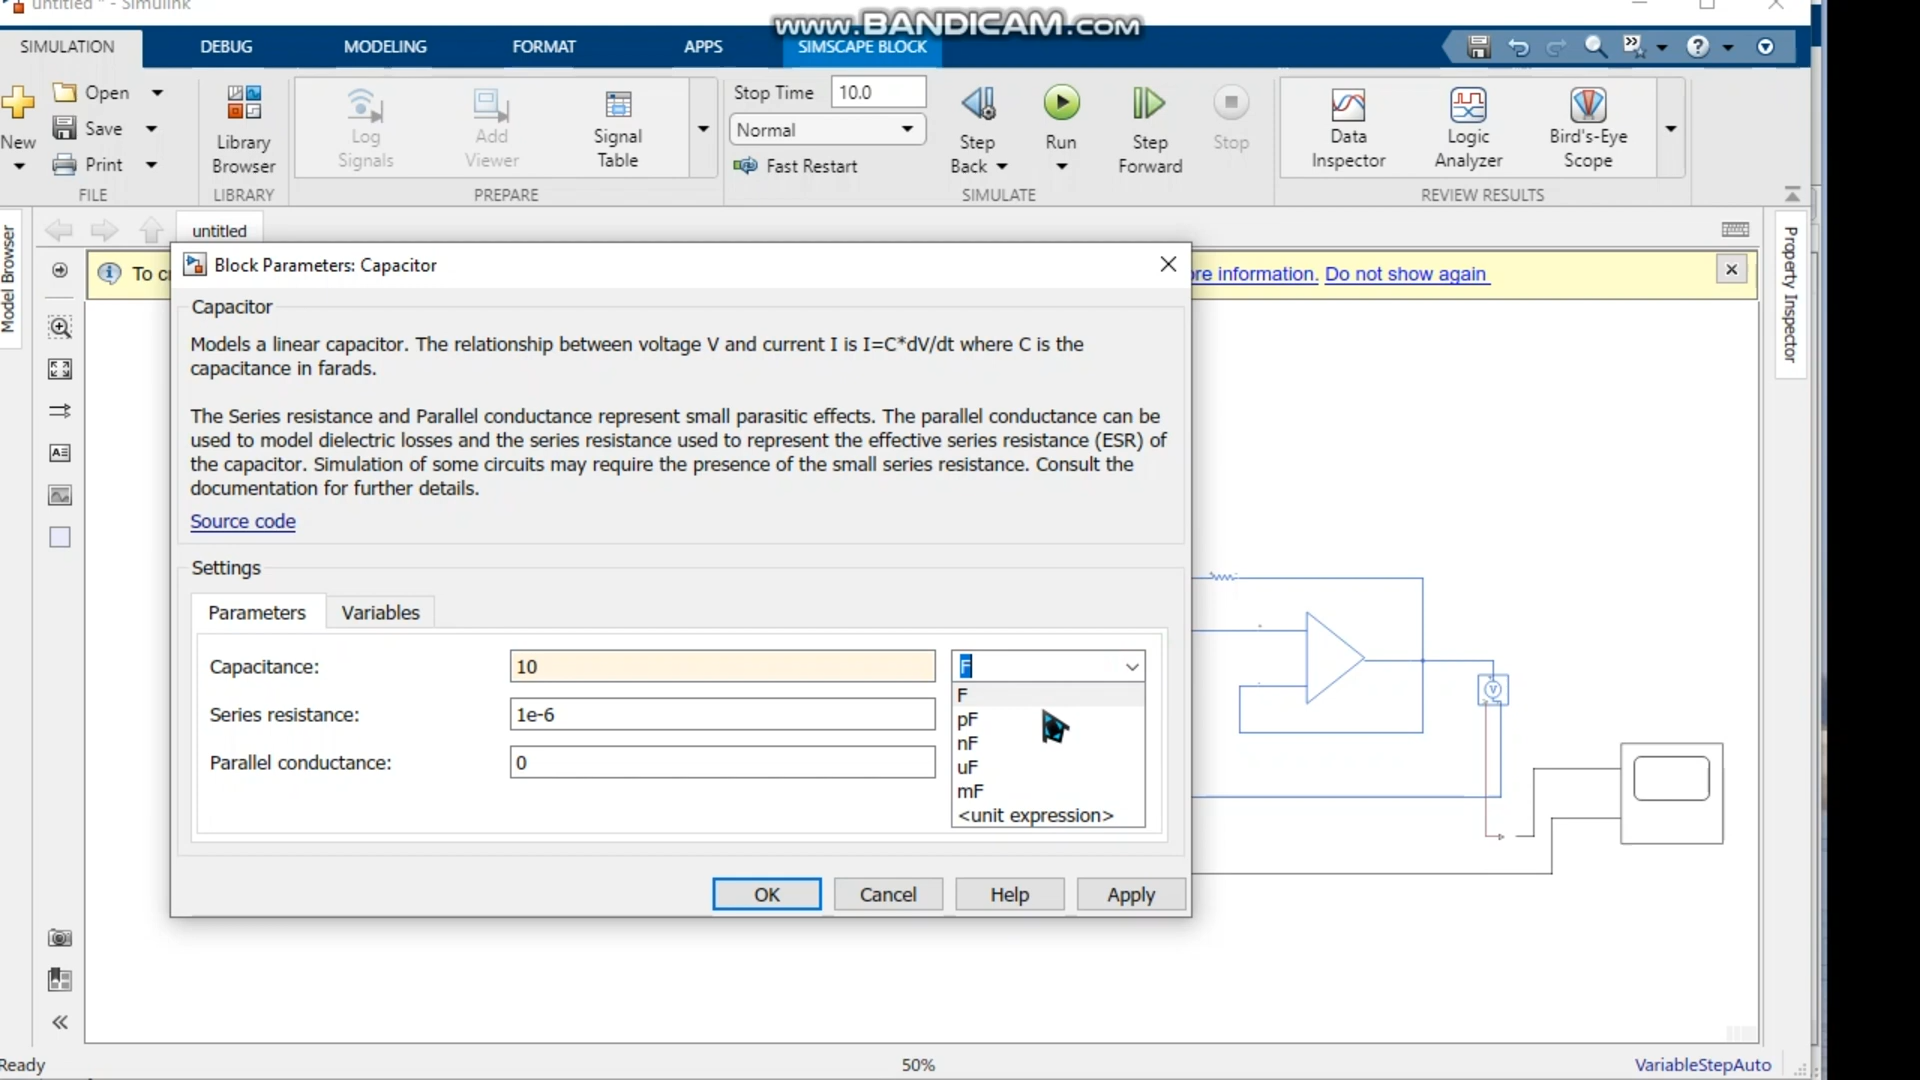 untitled * - Simulink
www.BANDICAM.com
SIMULATION
DEBUG
MODELING
FORMAT
APPS
SIMSCAPE BLOCK
New
Open
Save
Print
FILE
Library
Browser
LIBRARY
Log
Signals
Add
Viewer
Signal
Table
PREPARE
Stop Time 10.0
Normal
Fast Restart
Step
Back
Run
Step
Forward
Stop
SIMULATE
Data
Inspector
Logic
Analyzer
Bird's-Eye
Scope
REVIEW RESULTS
Model Browser
untitled
Property Inspector
To c
re information. Do not show again
Block Parameters: Capacitor
Capacitor
Models a linear capacitor. The relationship between voltage V and current I is I=C*dV/dt where C is the
capacitance in farads.
The Series resistance and Parallel conductance represent small parasitic effects. The parallel conductance can be
used to model dielectric losses and the series resistance used to represent the effective series resistance (ESR) of
the capacitor. Simulation of some circuits may require the presence of the small series resistance. Consult the
documentation for further details.
Source code
Settings
Parameters
Variables
Capacitance: 10 F
Series resistance: 1e-6
Parallel conductance: 0
F
pF
nF
uF
mF
<unit expression>
OK
Cancel
Help
Apply
V
Ready
50%
VariableStepAuto